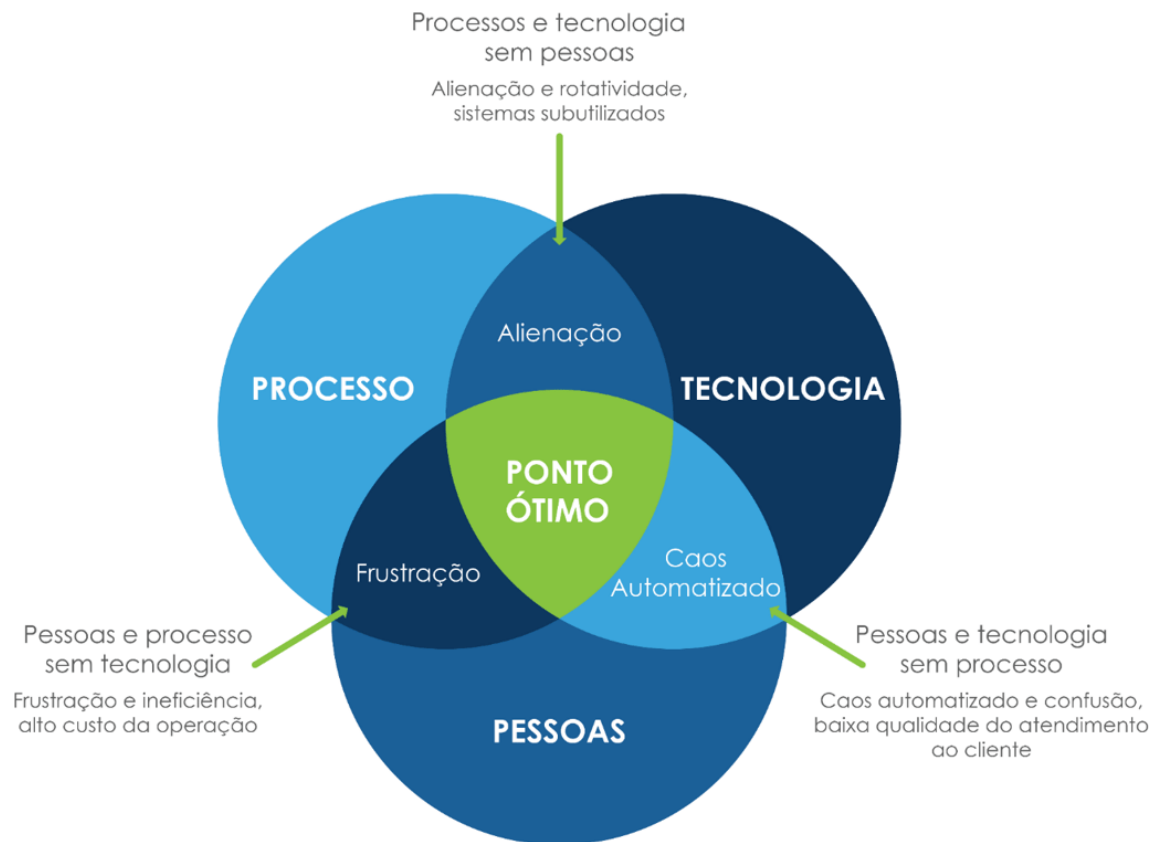 Processos e tecnologia
sem pessoas
Alienação e rotatividade,
sistemas subutilizados
Alienação
PROCESSO
TECNOLOGIA
PONTO
ÓTIMO
Frustração
Caos
Automatizado
Pessoas e processo
sem tecnologia
Frustração e ineficiência,
alto custo da operação
Pessoas e tecnologia
sem processo
Caos automatizado e confusão,
baixa qualidade do atendimento
ao cliente
PESSOAS